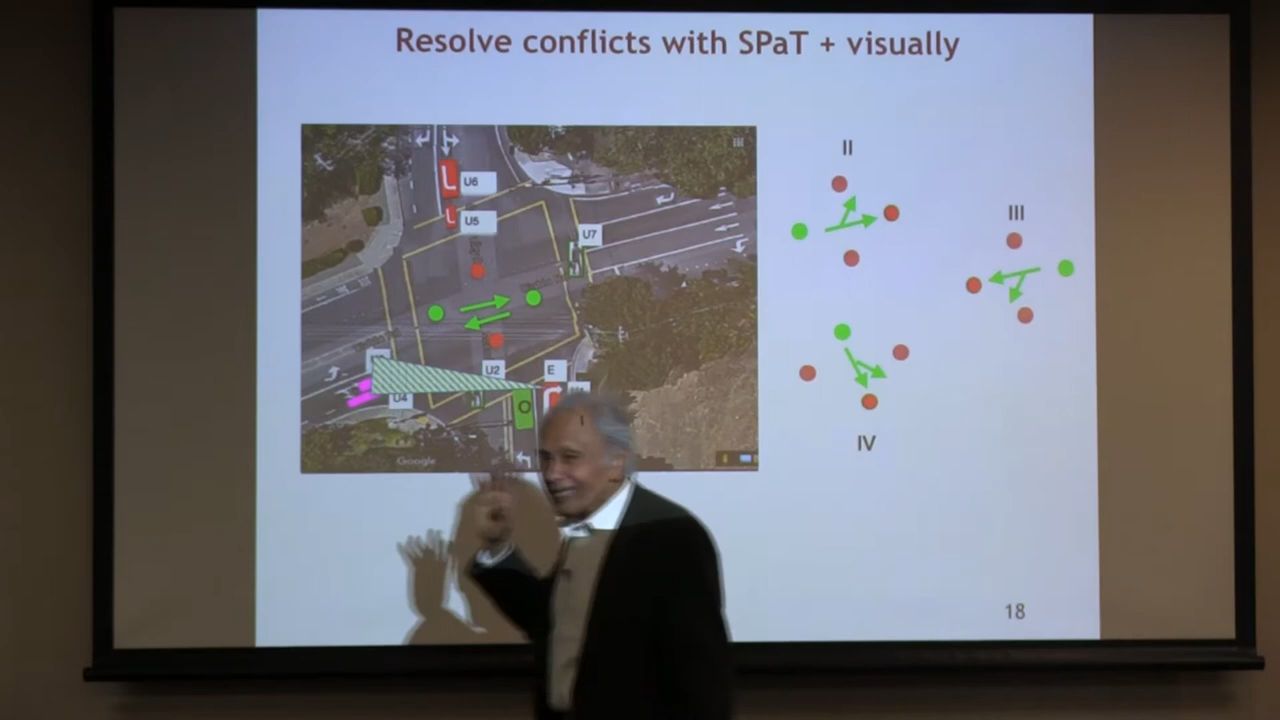 Resolve conflicts with SPaT + visually
II
U6
III
U5
U7
U2
E
U4
O
I
IV
Google
18